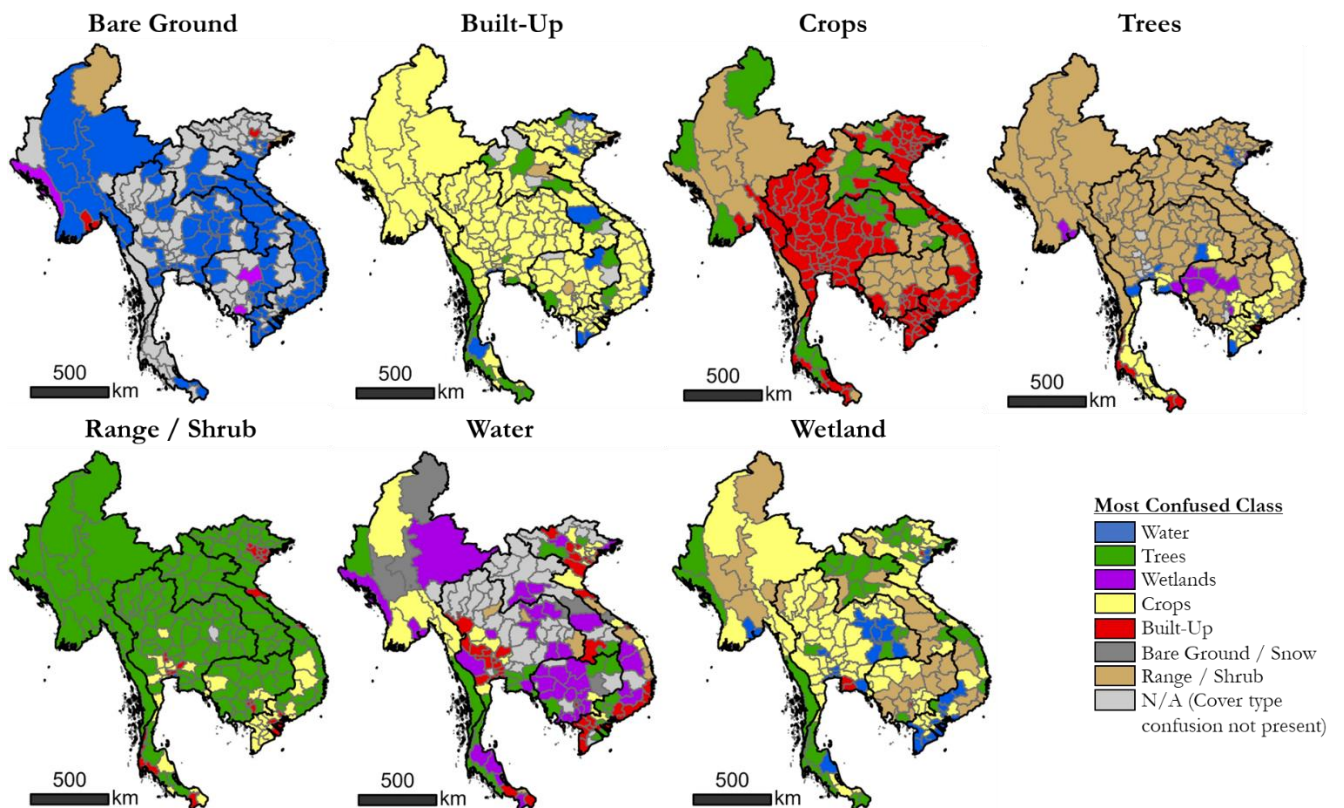 Bare Ground
Built-Up
Crops
Trees
500
km
500
km
500
km
500
km
Range / Shrub
Water
Wetland
500
km
500
km
500
km
Most Confused Class
Water
Trees
Wetlands
Crops
Built-Up
Bare Ground / Snow
Range / Shrub
N/A (Cover type
confusion not present)